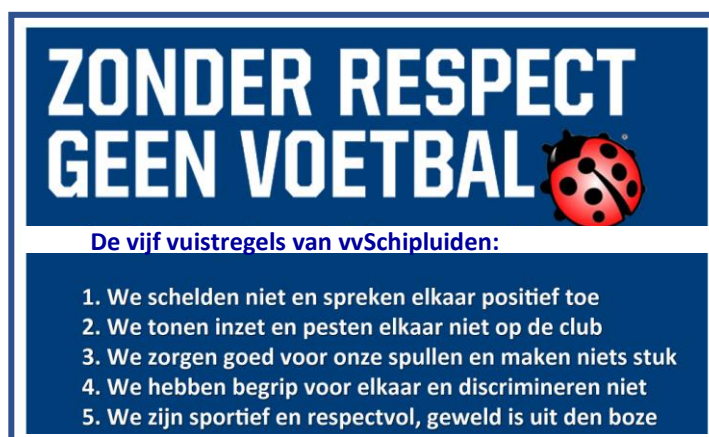 ZONDER RESPECT
GEEN VOETBAL
De vijf vuistregels van vvSchipluiden:
1. We schelden niet en spreken elkaar positief toe
2. We tonen inzet en pesten elkaar niet op de club
3. We zorgen goed voor onze spullen en maken niets stuk
4. We hebben begrip voor elkaar en discrimineren niet
5. We zijn sportief en respectvol, geweld is uit den boze